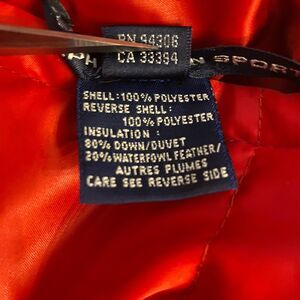 RN 94306
CA 33394
SPORT
SHELL: 100% POLYESTER
REVERSE SHELL:
100% POLYESTER
INSULATION :
80% DOWN/DUVET
20% WATERFOWL FEATHER/
AUTRES PLUMES
CARE SEE REVERSE SIDE